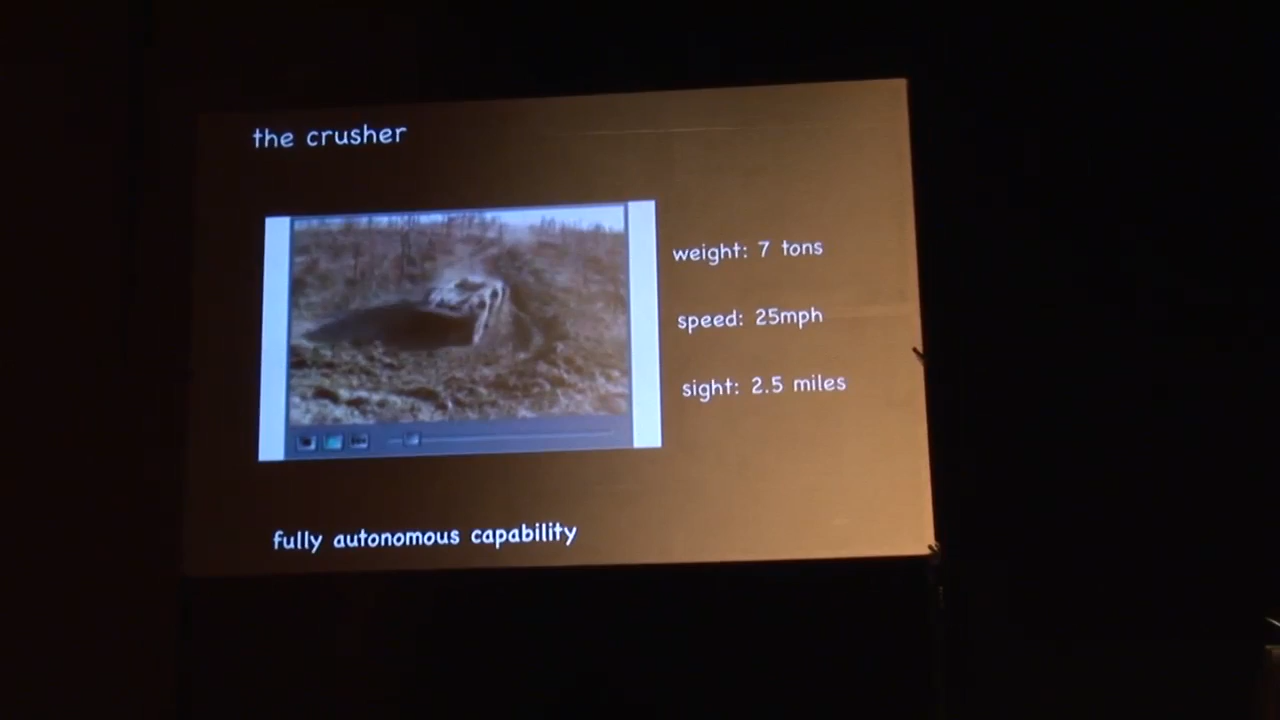 the crusher
weight: 7 tons
speed: 25mph
sight: 2.5 miles
fully autonomous capability